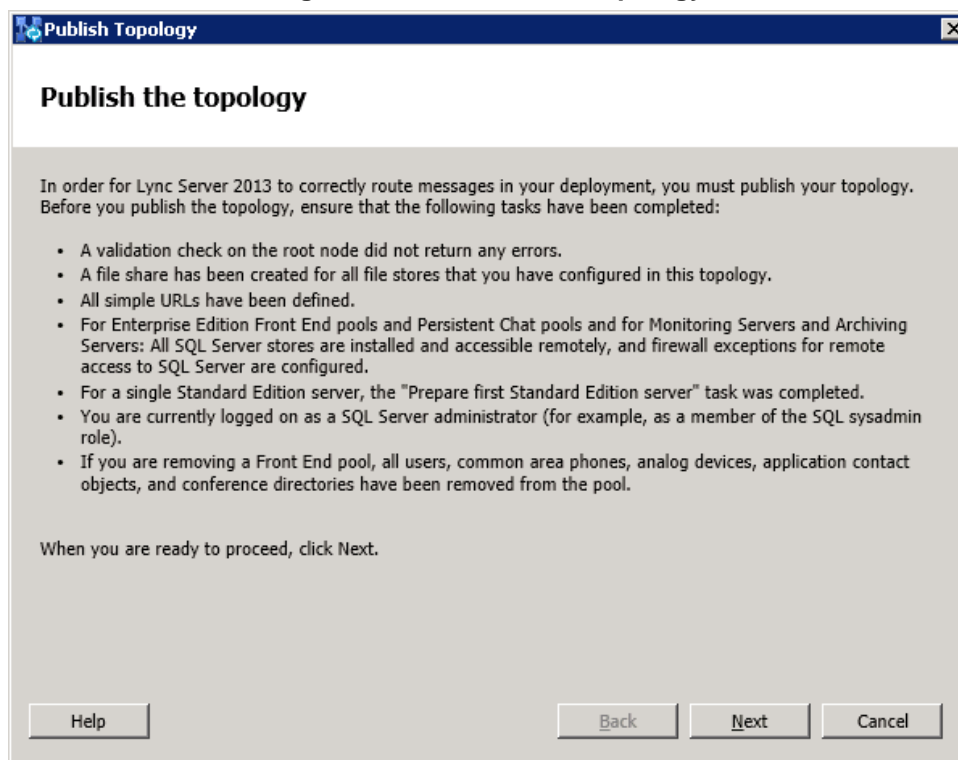 Publish Topology
Publish the topology
In order for Lync Server 2013 to correctly route messages in your deployment, you must publish your topology.
Before you publish the topology, ensure that the following tasks have been completed:
• A validation check on the root node did not return any errors.
• A file share has been created for all file stores that you have configured in this topology.
• All simple URLs have been defined.
• For Enterprise Edition Front End pools and Persistent Chat pools and for Monitoring Servers and Archiving
Servers: All SQL Server stores are installed and accessible remotely, and firewall exceptions for remote
access to SQL Server are configured.
• For a single Standard Edition server, the "Prepare first Standard Edition server" task was completed.
• You are currently logged on as a SQL Server administrator (for example, as a member of the SQL sysadmin
role).
• If you are removing a Front End pool, all users, common area phones, analog devices, application contact
objects, and conference directories have been removed from the pool.
When you are ready to proceed, click Next.
Help Back Next Cancel